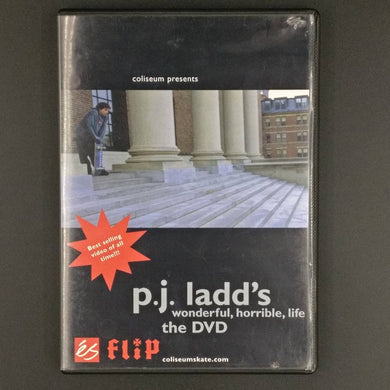 coliseum presents
Best selling
video of all
time!!!
p.j. ladd's
wonderful, horrible, life
the DVD
éS
FLiP
coliseumskate.com